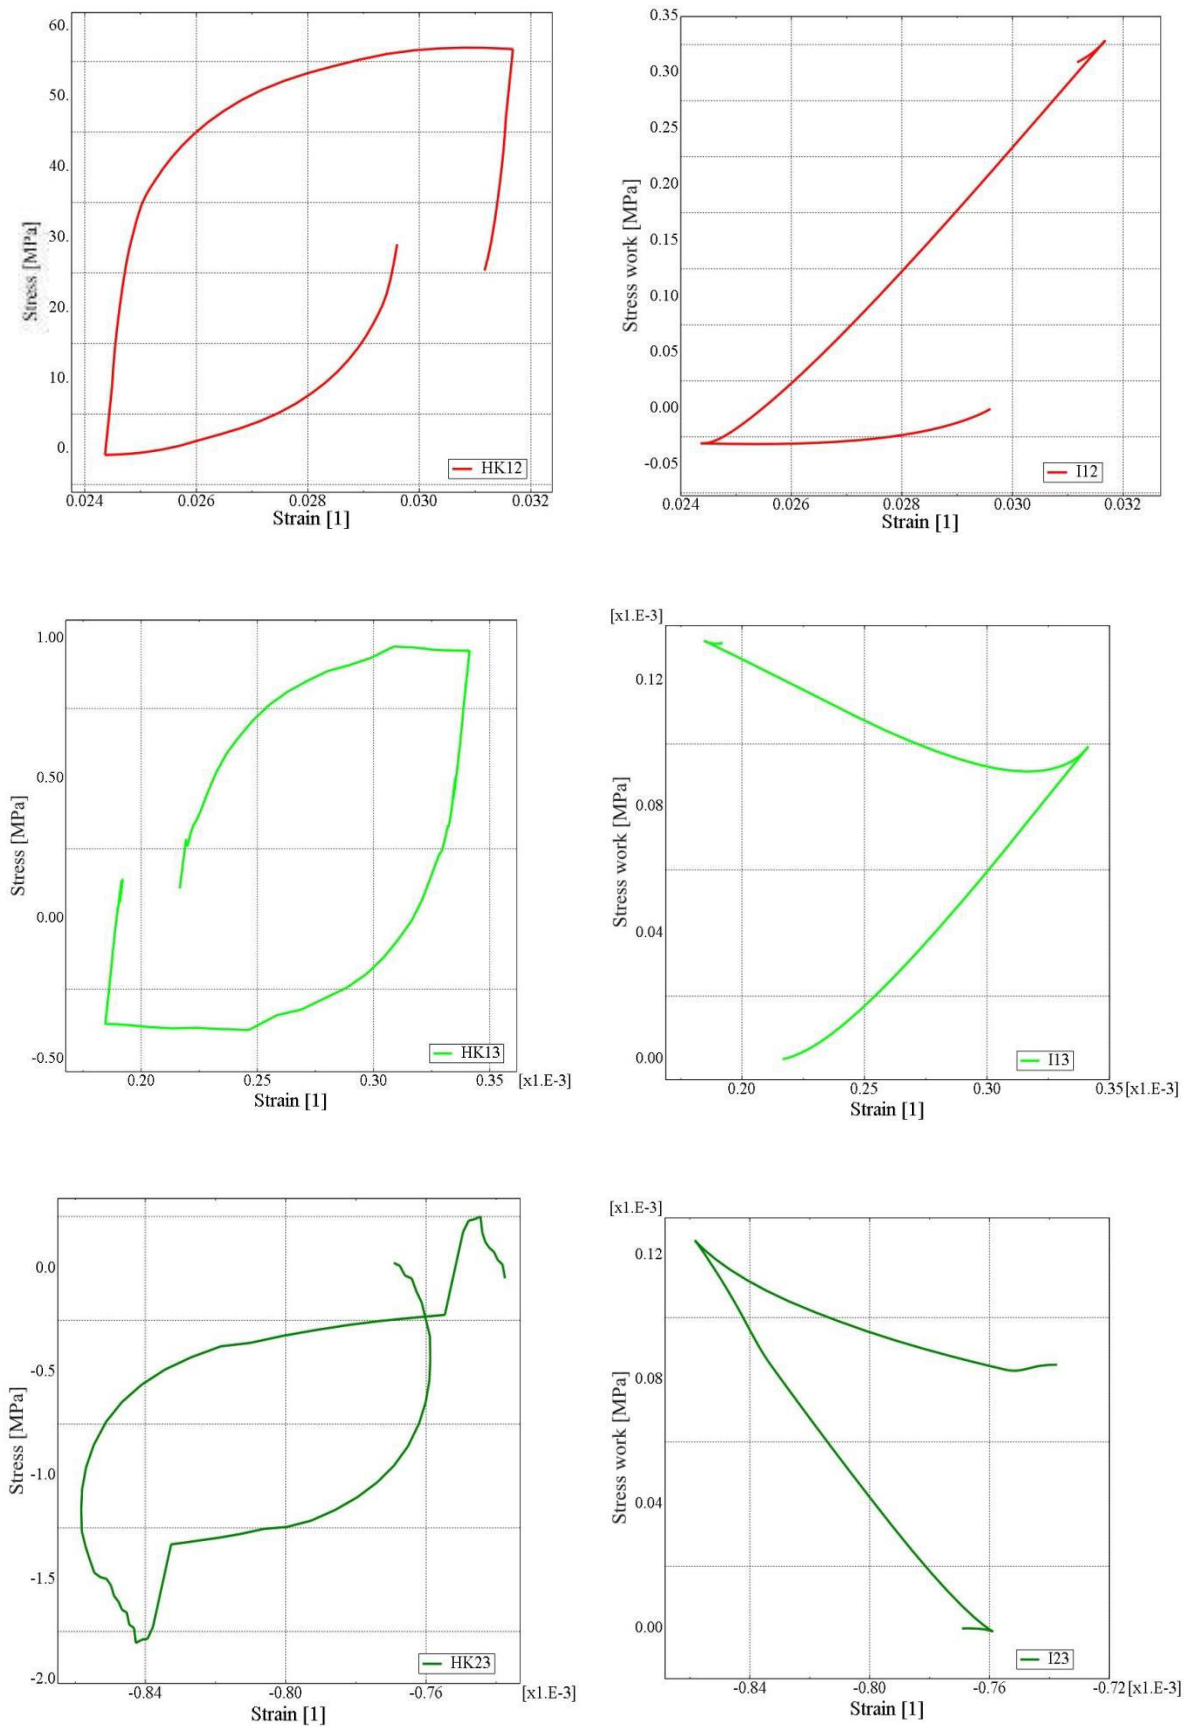 60.
50.
40.
30.
20.
10.
0.
Stress [MPa]
HK12
0.024 0.026 0.028 0.030 0.032
Strain [1]
0.35
0.30
0.25
0.20
0.15
0.10
0.05
0.00
-0.05
Stress work [MPa]
I12
0.024 0.026 0.028 0.030 0.032
Strain [1]
1.00
0.50
0.00
-0.50
Stress [MPa]
HK13
0.20 0.25 0.30 0.35 [x1.E-3]
Strain [1]
[x1.E-3]
0.12
0.08
0.04
0.00
Stress work [MPa]
I13
0.20 0.25 0.30 0.35 [x1.E-3]
Strain [1]
0.0
-0.5
-1.0
-1.5
-2.0
Stress [MPa]
HK23
-0.84 -0.80 -0.76 [x1.E-3]
Strain [1]
[x1.E-3]
0.12
0.08
0.04
0.00
Stress work [MPa]
I23
-0.84 -0.80 -0.76 -0.72 [x1.E-3]
Strain [1]